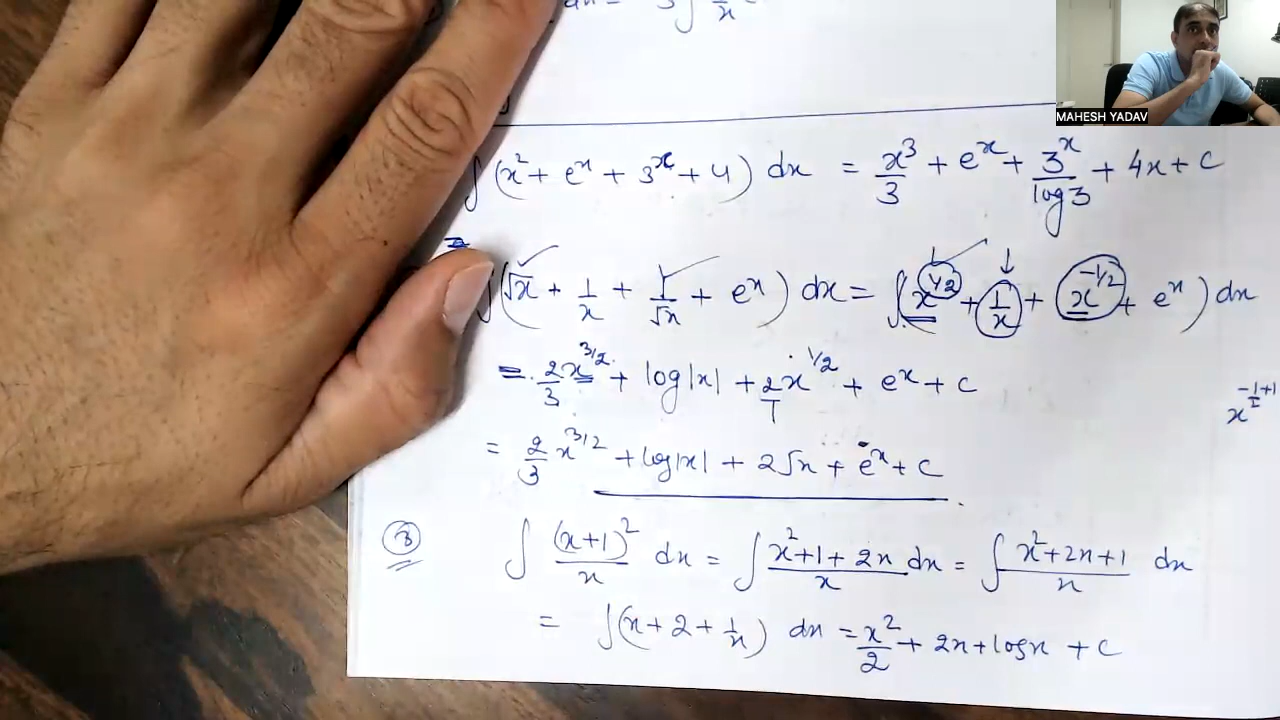 MAHESH YADAV
∫(x² + eˣ + 3ˣ + 4) dx = x³/3 + eˣ + 3ˣ/log3 + 4x + c
∫(√x + 1/x + 1/√x + eˣ) dx = ∫(x^1/2 + 1/x + x^-1/2 + eˣ) dx
= 2/3 x^3/2 + log|x| + 2/1 x^1/2 + eˣ + c
x^-1/2+1
= 2/3 x^3/2 + log|x| + 2√x + eˣ + c
③ ∫ (x+1)²/x dx = ∫ x²+1+2x/x dx = ∫ x²+2x+1/x dx
= ∫(x + 2 + 1/x) dx = x²/2 + 2x + logx + c